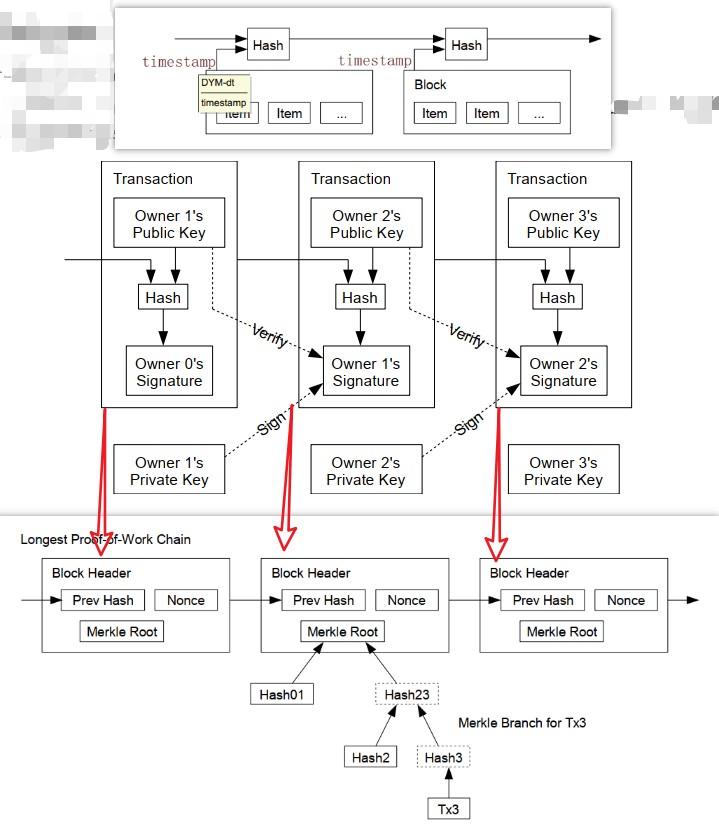 Hash
Hash
timestamp
timestamp
DYM-dt
timestamp
Item
Item
...
Block
Item
Item
...
Transaction
Transaction
Transaction
Owner 1's
Public Key
Owner 2's
Public Key
Owner 3's
Public Key
Hash
Hash
Hash
Verify
Verify
Owner 0's
Signature
Owner 1's
Signature
Owner 2's
Signature
Sign
Sign
Owner 1's
Private Key
Owner 2's
Private Key
Owner 3's
Private Key
Longest Proof-of-Work Chain
Block Header
Block Header
Block Header
Prev Hash
Nonce
Prev Hash
Nonce
Prev Hash
Nonce
Merkle Root
Merkle Root
Merkle Root
Hash01
Hash23
Merkle Branch for Tx3
Hash2
Hash3
Tx3